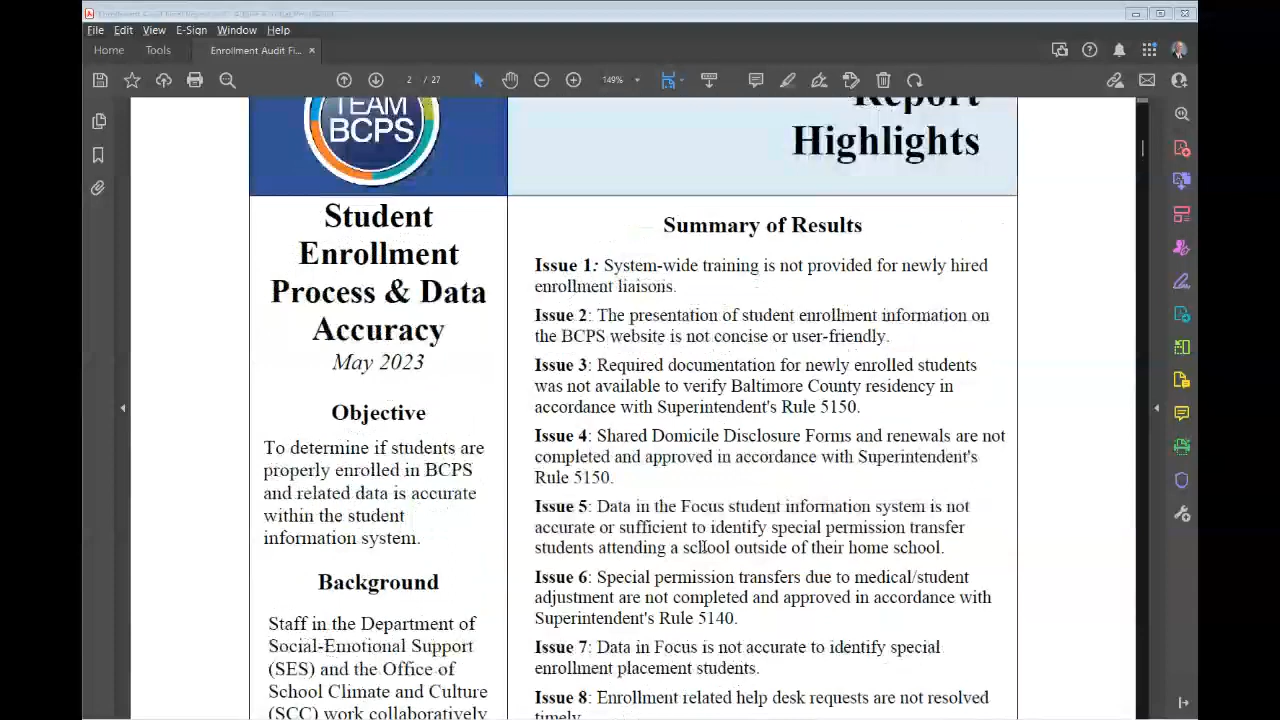 File Edit View E-Sign Window Help
Home Tools Enrollment Audit Fi... ×
2 / 27 149%
TEAM
BCPS
Report
Highlights
Student
Enrollment
Process & Data
Accuracy
May 2023
Objective
To determine if students are
properly enrolled in BCPS
and related data is accurate
within the student
information system.
Background
Staff in the Department of
Social-Emotional Support
(SES) and the Office of
School Climate and Culture
(SCC) work collaboratively
Summary of Results
Issue 1: System-wide training is not provided for newly hired
enrollment liaisons.
Issue 2: The presentation of student enrollment information on
the BCPS website is not concise or user-friendly.
Issue 3: Required documentation for newly enrolled students
was not available to verify Baltimore County residency in
accordance with Superintendent's Rule 5150.
Issue 4: Shared Domicile Disclosure Forms and renewals are not
completed and approved in accordance with Superintendent's
Rule 5150.
Issue 5: Data in the Focus student information system is not
accurate or sufficient to identify special permission transfer
students attending a school outside of their home school.
Issue 6: Special permission transfers due to medical/student
adjustment are not completed and approved in accordance with
Superintendent's Rule 5140.
Issue 7: Data in Focus is not accurate to identify special
enrollment placement students.
Issue 8: Enrollment related help desk requests are not resolved
timely.